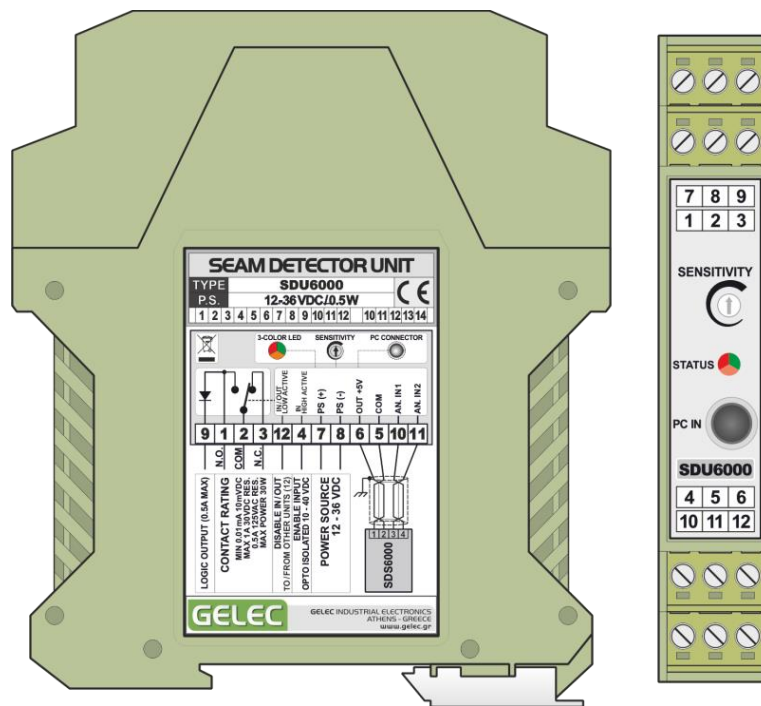 SEAM DETECTOR UNIT
TYPE SDU6000
P.S. 12-36VDC/0.5W
CE
1 2 3 4 5 6 7 8 9 10 11 12 10 11 12 13 14
3-COLOR LED SENSITIVITY PC CONNECTOR
IN/OUT
LOW ACTIVE
IN
HIGH ACTIVE
PS (+)
PS (-)
OUT +5V
COM
AN. IN1
AN. IN2
9 1 2 3 12 4 7 8 6 5 10 11
N.O.
COM
N.C.
LOGIC OUTPUT (0.5A MAX)
CONTACT RATING
MIN 0.01mA 10mVDC
MAX 1A 30VDC RES.
0.5A 125VAC RES.
MAX POWER 30W
DISABLE IN/OUT
TO/FROM OTHER UNITS (12)
ENABLE INPUT
OPTO ISOLATED 10 - 40 VDC
POWER SOURCE
12 - 36 VDC
1 2 3 4
SDS6000
GELEC
GELEC INDUSTRIAL ELECTRONICS
ATHENS - GREECE
www.gelec.gr
7 8 9
1 2 3
SENSITIVITY
STATUS
PC IN
SDU6000
4 5 6
10 11 12